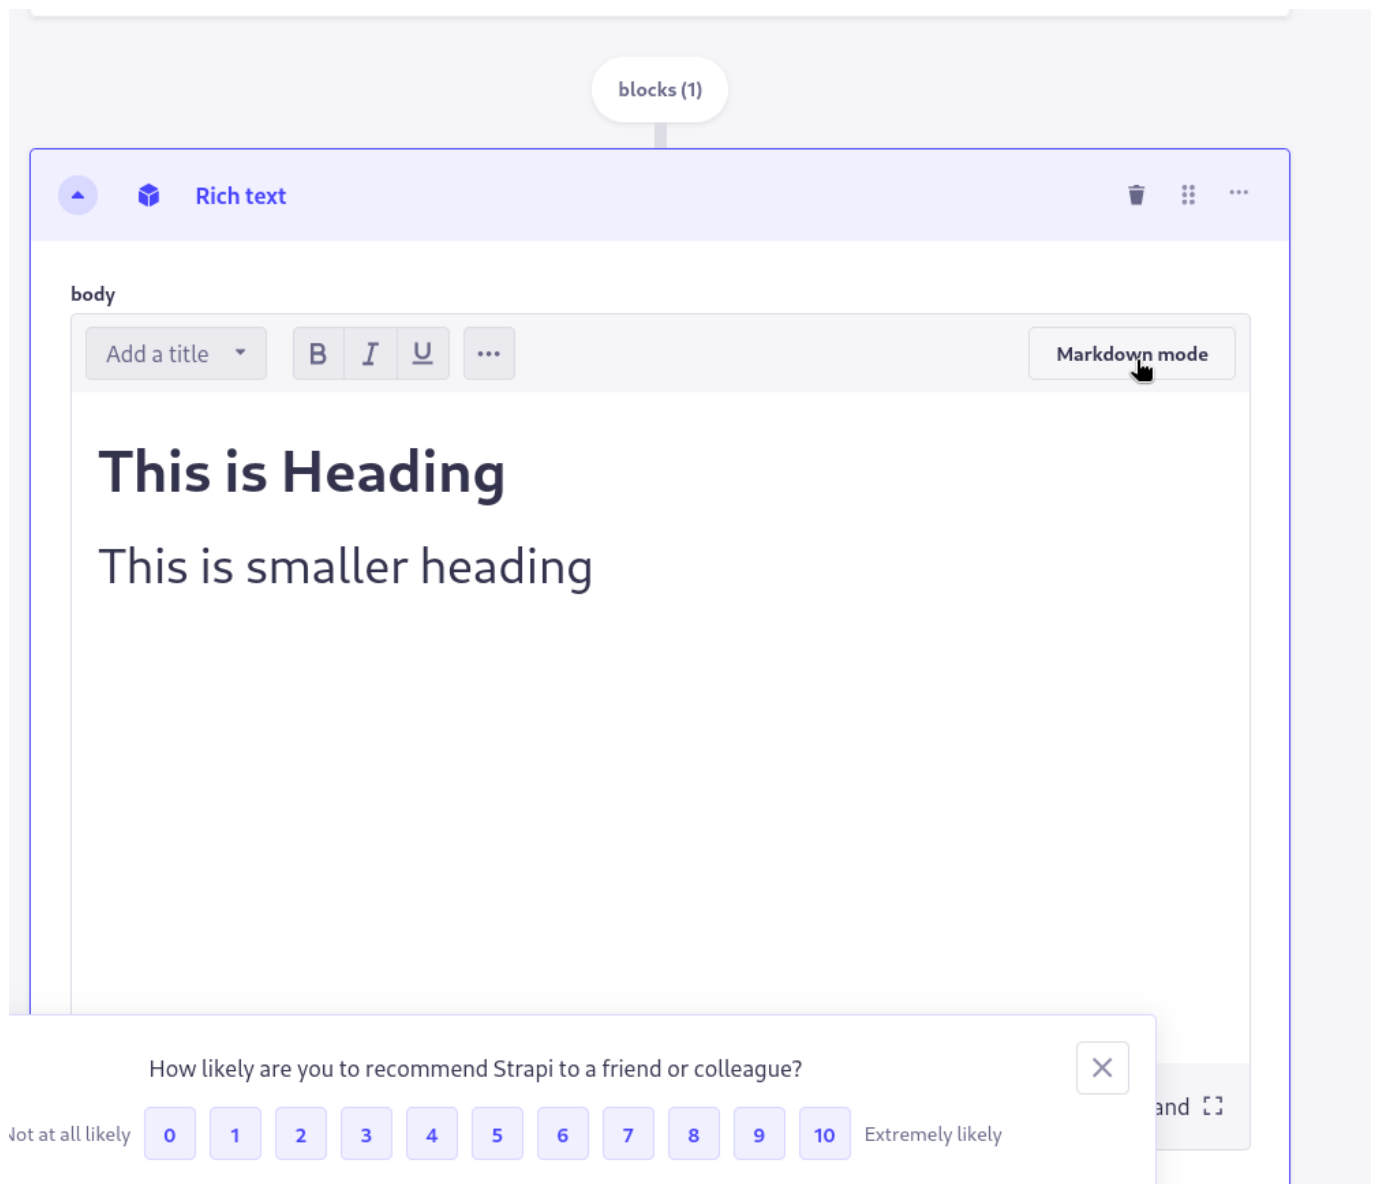 blocks (1)
Rich text
body
Add a title
B I U
Markdown mode
This is Heading
This is smaller heading
How likely are you to recommend Strapi to a friend or colleague?
Not at all likely 0 1 2 3 4 5 6 7 8 9 10 Extremely likely
and